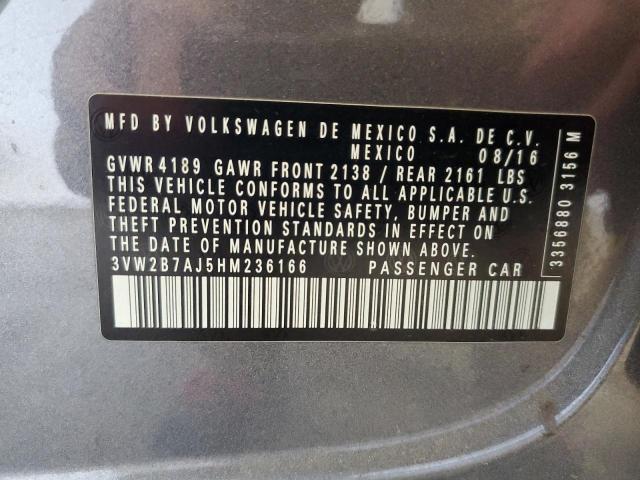 MFD BY VOLKSWAGEN DE MEXICO S.A. DE C.V.
MEXICO 08/16
GVWR 4189 GAWR FRONT 2138 / REAR 2161 LBS
THIS VEHICLE CONFORMS TO ALL APPLICABLE U.S.
FEDERAL MOTOR VEHICLE SAFETY, BUMPER AND
THEFT PREVENTION STANDARDS IN EFFECT ON
THE DATE OF MANUFACTURE SHOWN ABOVE.
3VW2B7AJ5HM236166 PASSENGER CAR
3356880 3156 M